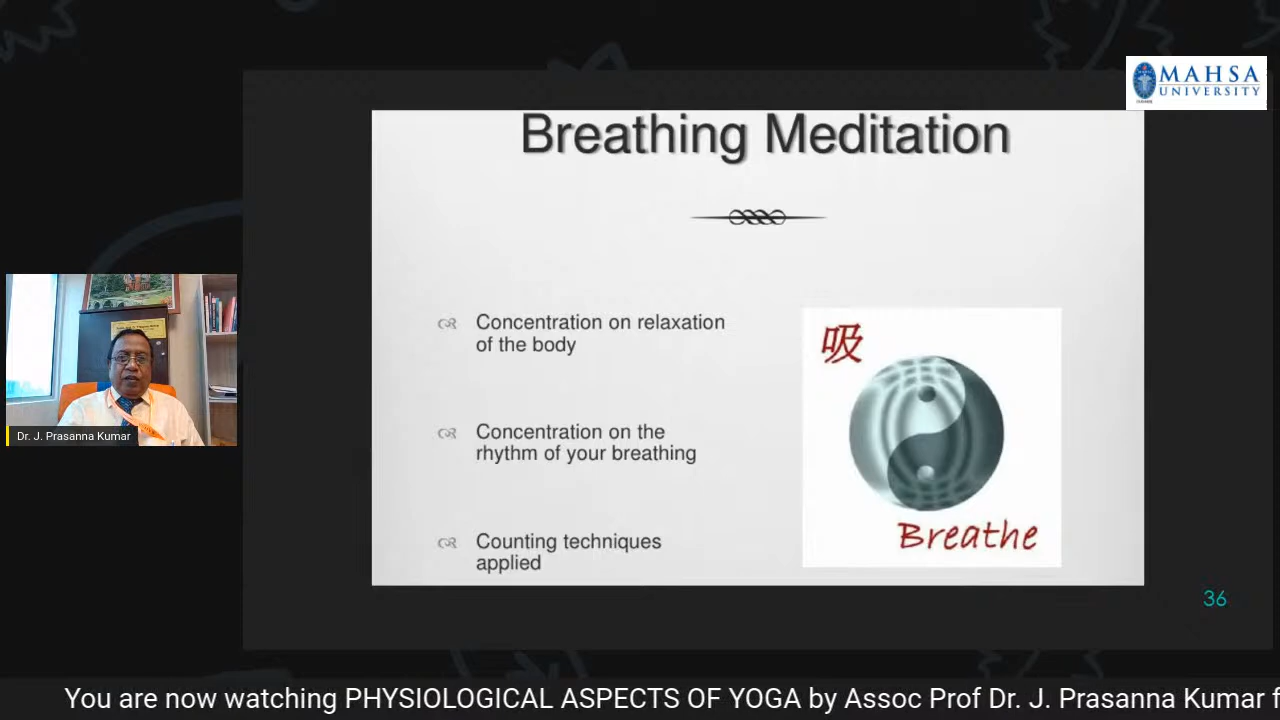 MAHSA
UNIVERSITY
Breathing Meditation
Concentration on relaxation
of the body
吸
Concentration on the
rhythm of your breathing
Counting techniques
applied
Breathe
Dr. J. Prasanna Kumar
36
You are now watching PHYSIOLOGICAL ASPECTS OF YOGA by Assoc Prof Dr. J. Prasanna Kumar f